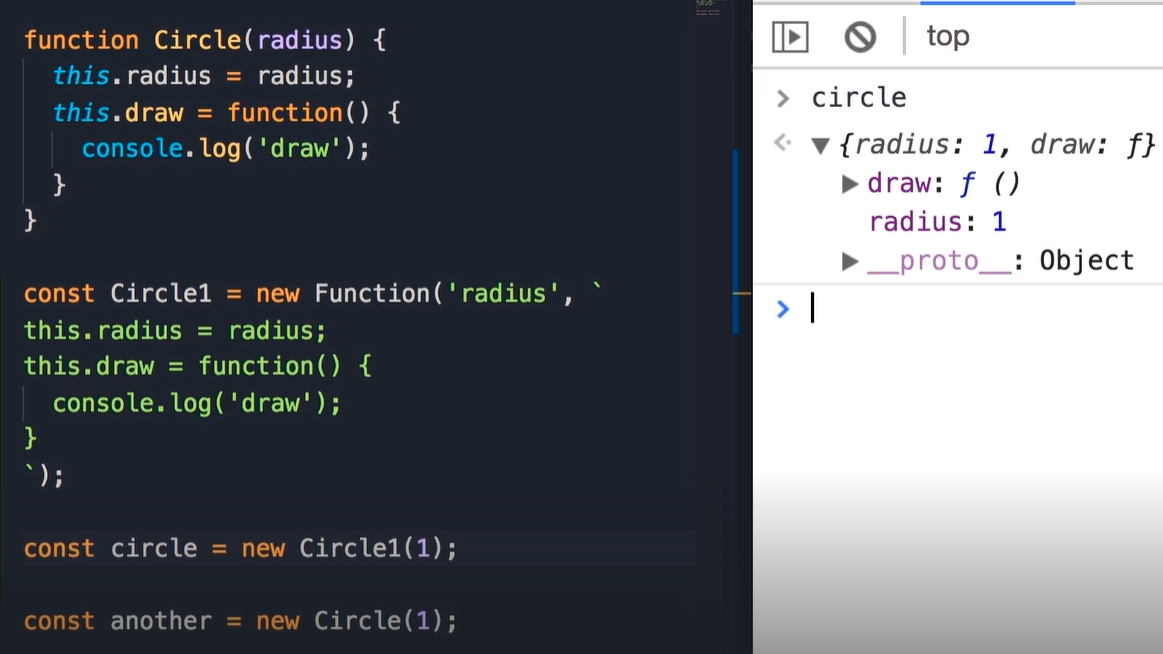 function Circle(radius) {
  this.radius = radius;
  this.draw = function() {
    console.log('draw');
  }
}
const Circle1 = new Function('radius', `
this.radius = radius;
this.draw = function() {
  console.log('draw');
}
`);
const circle = new Circle1(1);
const another = new Circle(1);
top
> circle
<· ▼ {radius: 1, draw: ƒ}
▶ draw: ƒ ()
radius: 1
▶ __proto__: Object
>